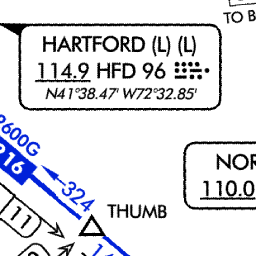 TO B
HARTFORD (L) (L)
114.9 HFD 96
N41°38.47' W72°32.85'
2600G
216
324
NOR
110.0
11
THUMB